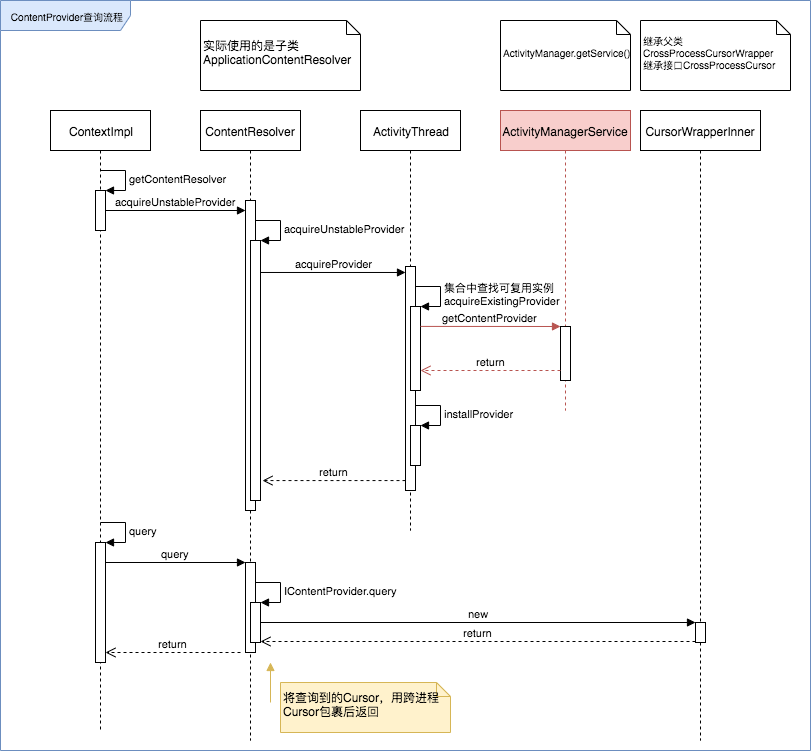 ContentProvider查询流程
实际使用的是子类
ApplicationContentResolver
ActivityManager.getService()
继承父类
CrossProcessCursorWrapper
继承接口CrossProcessCursor
ContextImpl
ContentResolver
ActivityThread
ActivityManagerService
CursorWrapperInner
getContentResolver
acquireUnstableProvider
acquireUnstableProvider
acquireProvider
集合中查找可复用实例
acquireExistingProvider
getContentProvider
return
installProvider
return
query
query
IContentProvider.query
new
return
return
将查询到的Cursor，用跨进程
Cursor包裹后返回